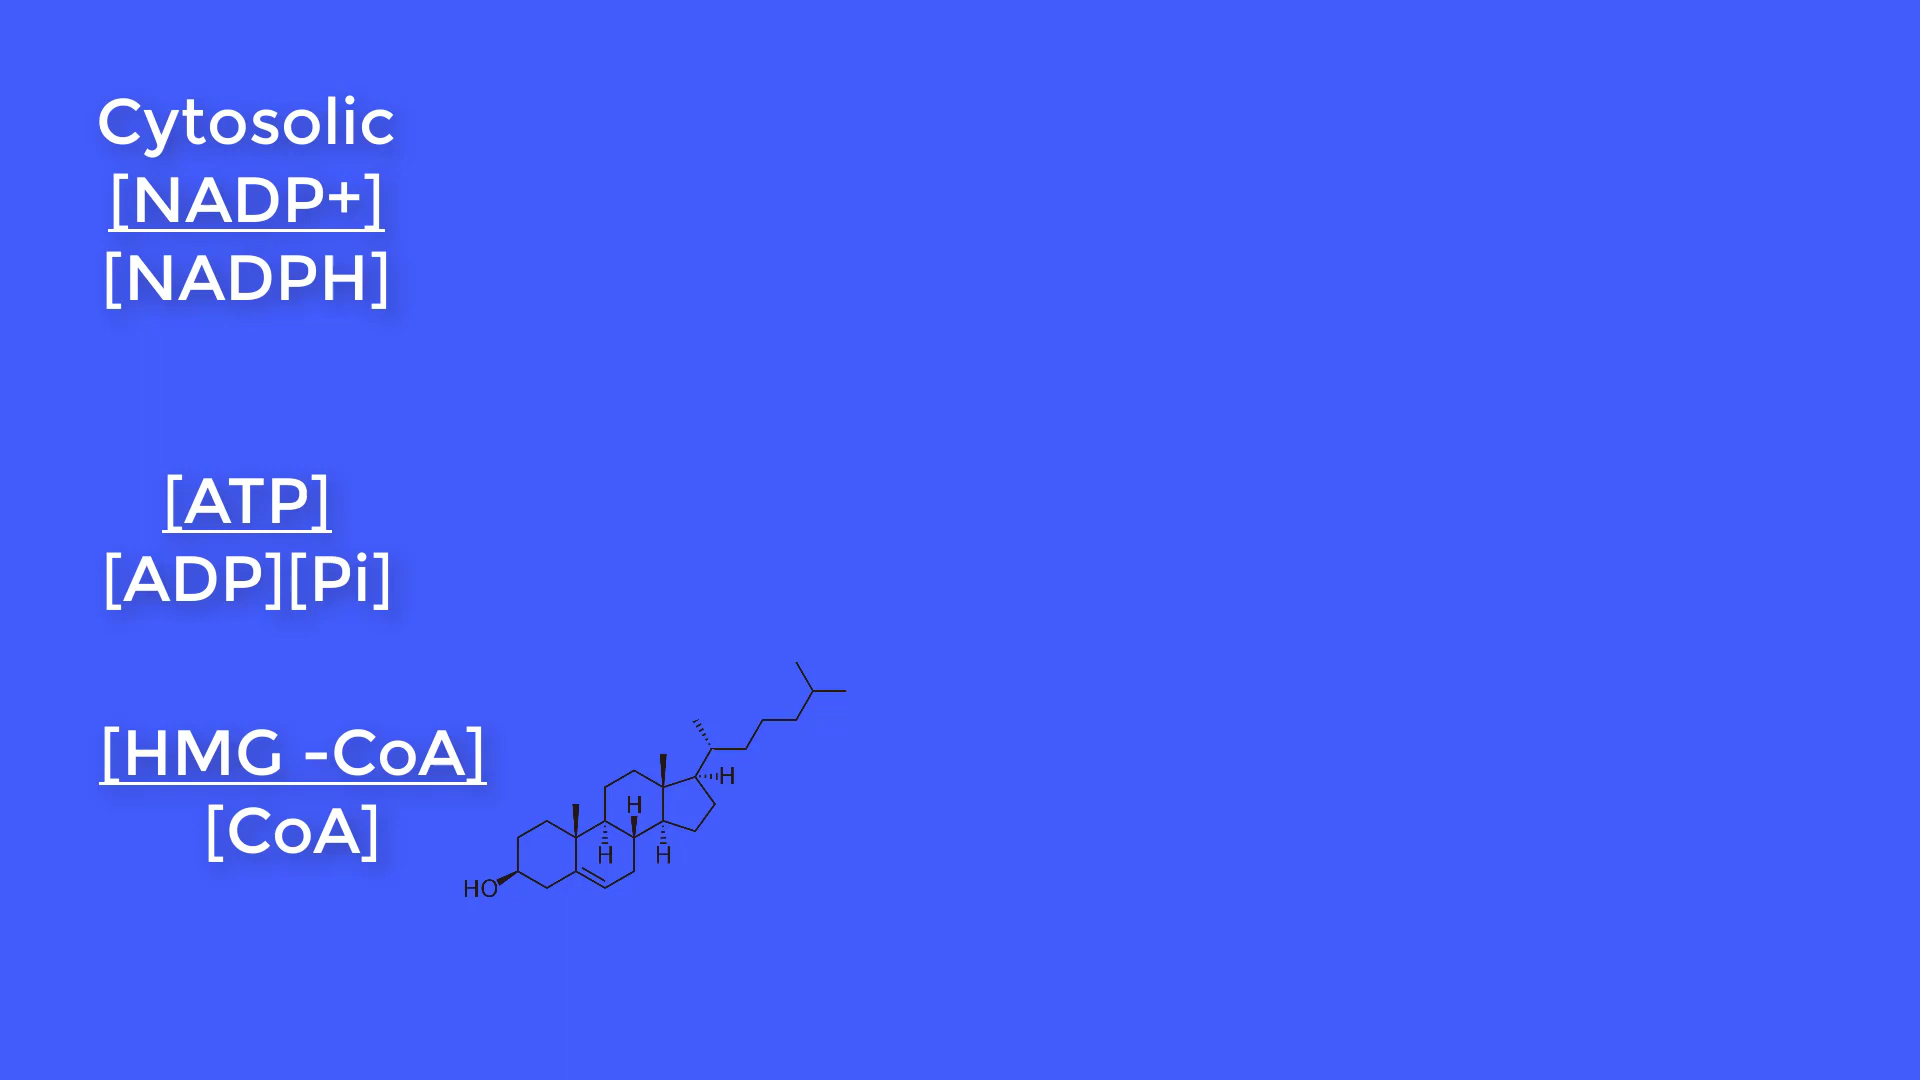 Cytosolic
[NADP+]
[NADPH]
[ATP]
[ADP][Pi]
[HMG -CoA]
[CoA]
H
H
H
H
HO